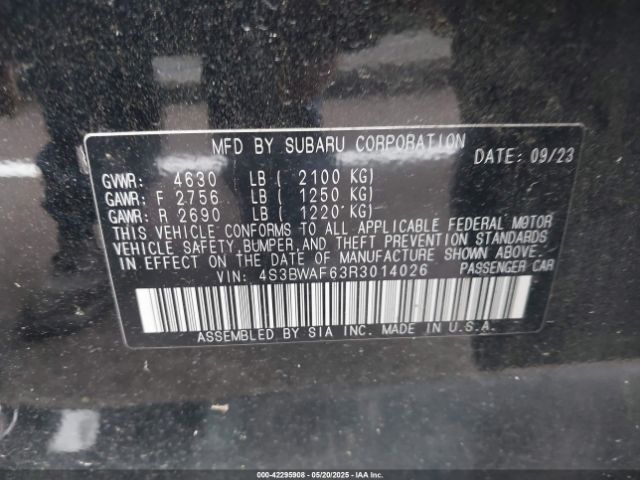 MFD BY SUBARU CORPORATION
DATE: 09/23
GVWR: 4630 LB ( 2100 KG)
GAWR: F 2756 LB ( 1250 KG)
GAWR: R 2690 LB ( 1220 KG)
THIS VEHICLE CONFORMS TO ALL APPLICABLE FEDERAL MOTOR
VEHICLE SAFETY, BUMPER, AND THEFT PREVENTION STANDARDS
IN EFFECT ON THE DATE OF MANUFACTURE SHOWN ABOVE.
VIN: 4S3BWAF63R3014026 PASSENGER CAR
ASSEMBLED BY SIA INC. MADE IN U.S.A.
000-42295908 - 05/20/2025 - COPYRIGHT IAA, LLC.